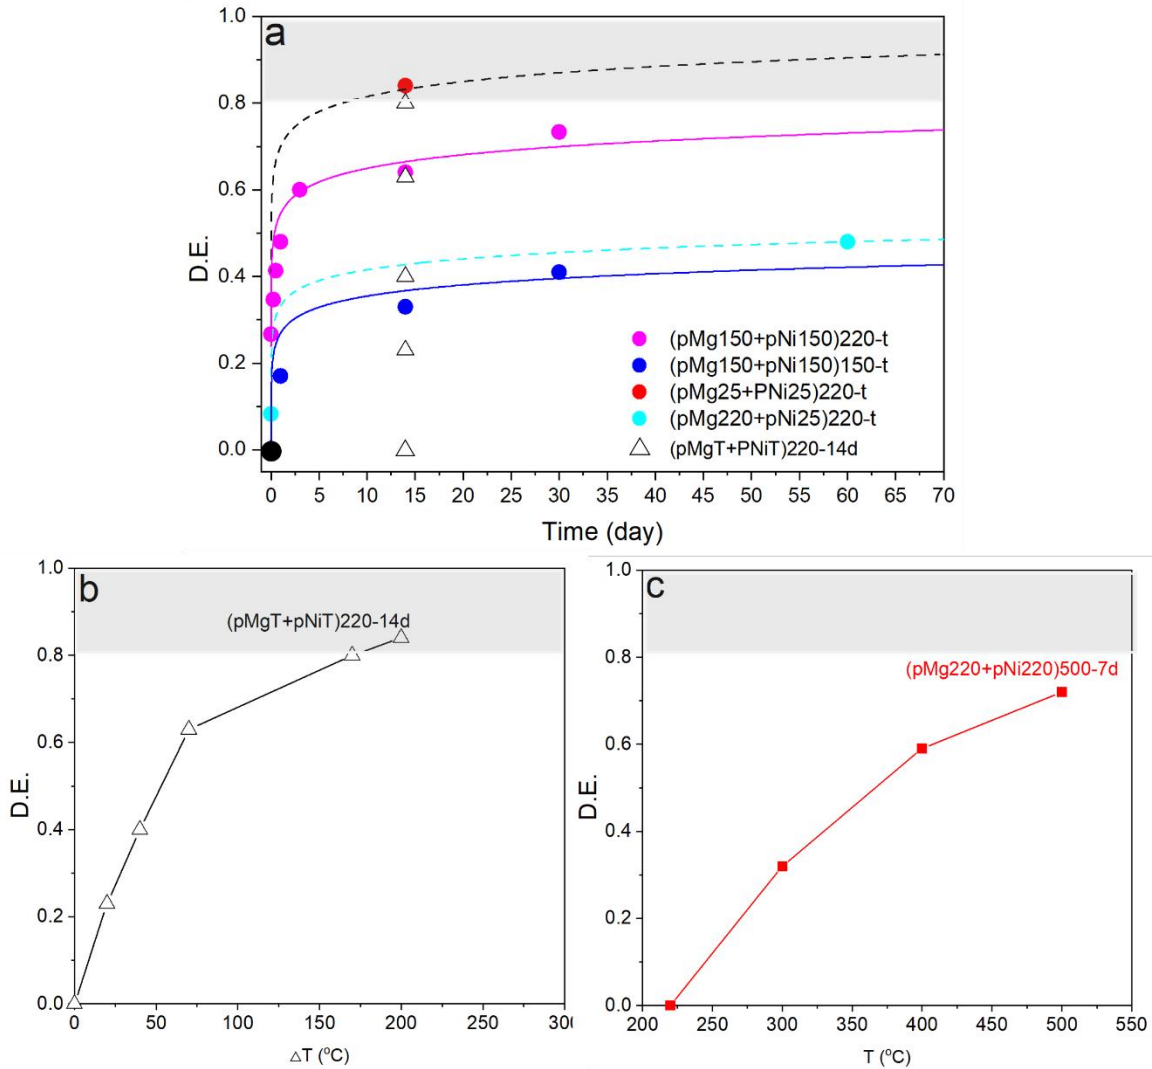 a
1.0
0.8
0.6
0.4
0.2
0.0
D.E.
(pMg150+pNi150)220-t
(pMg150+pNi150)150-t
(pMg25+PNi25)220-t
(pMg220+pNi25)220-t
(pMgT+PNiT)220-14d
0 5 10 15 20 25 30 35 40 45 50 55 60 65 70
Time (day)
b
1.0
0.8
0.6
0.4
0.2
0.0
D.E.
(pMgT+pNiT)220-14d
0 50 100 150 200 250 300
△T (°C)
c
1.0
0.8
0.6
0.4
0.2
0.0
D.E.
(pMg220+pNi220)500-7d
200 250 300 350 400 450 500 550
T (°C)